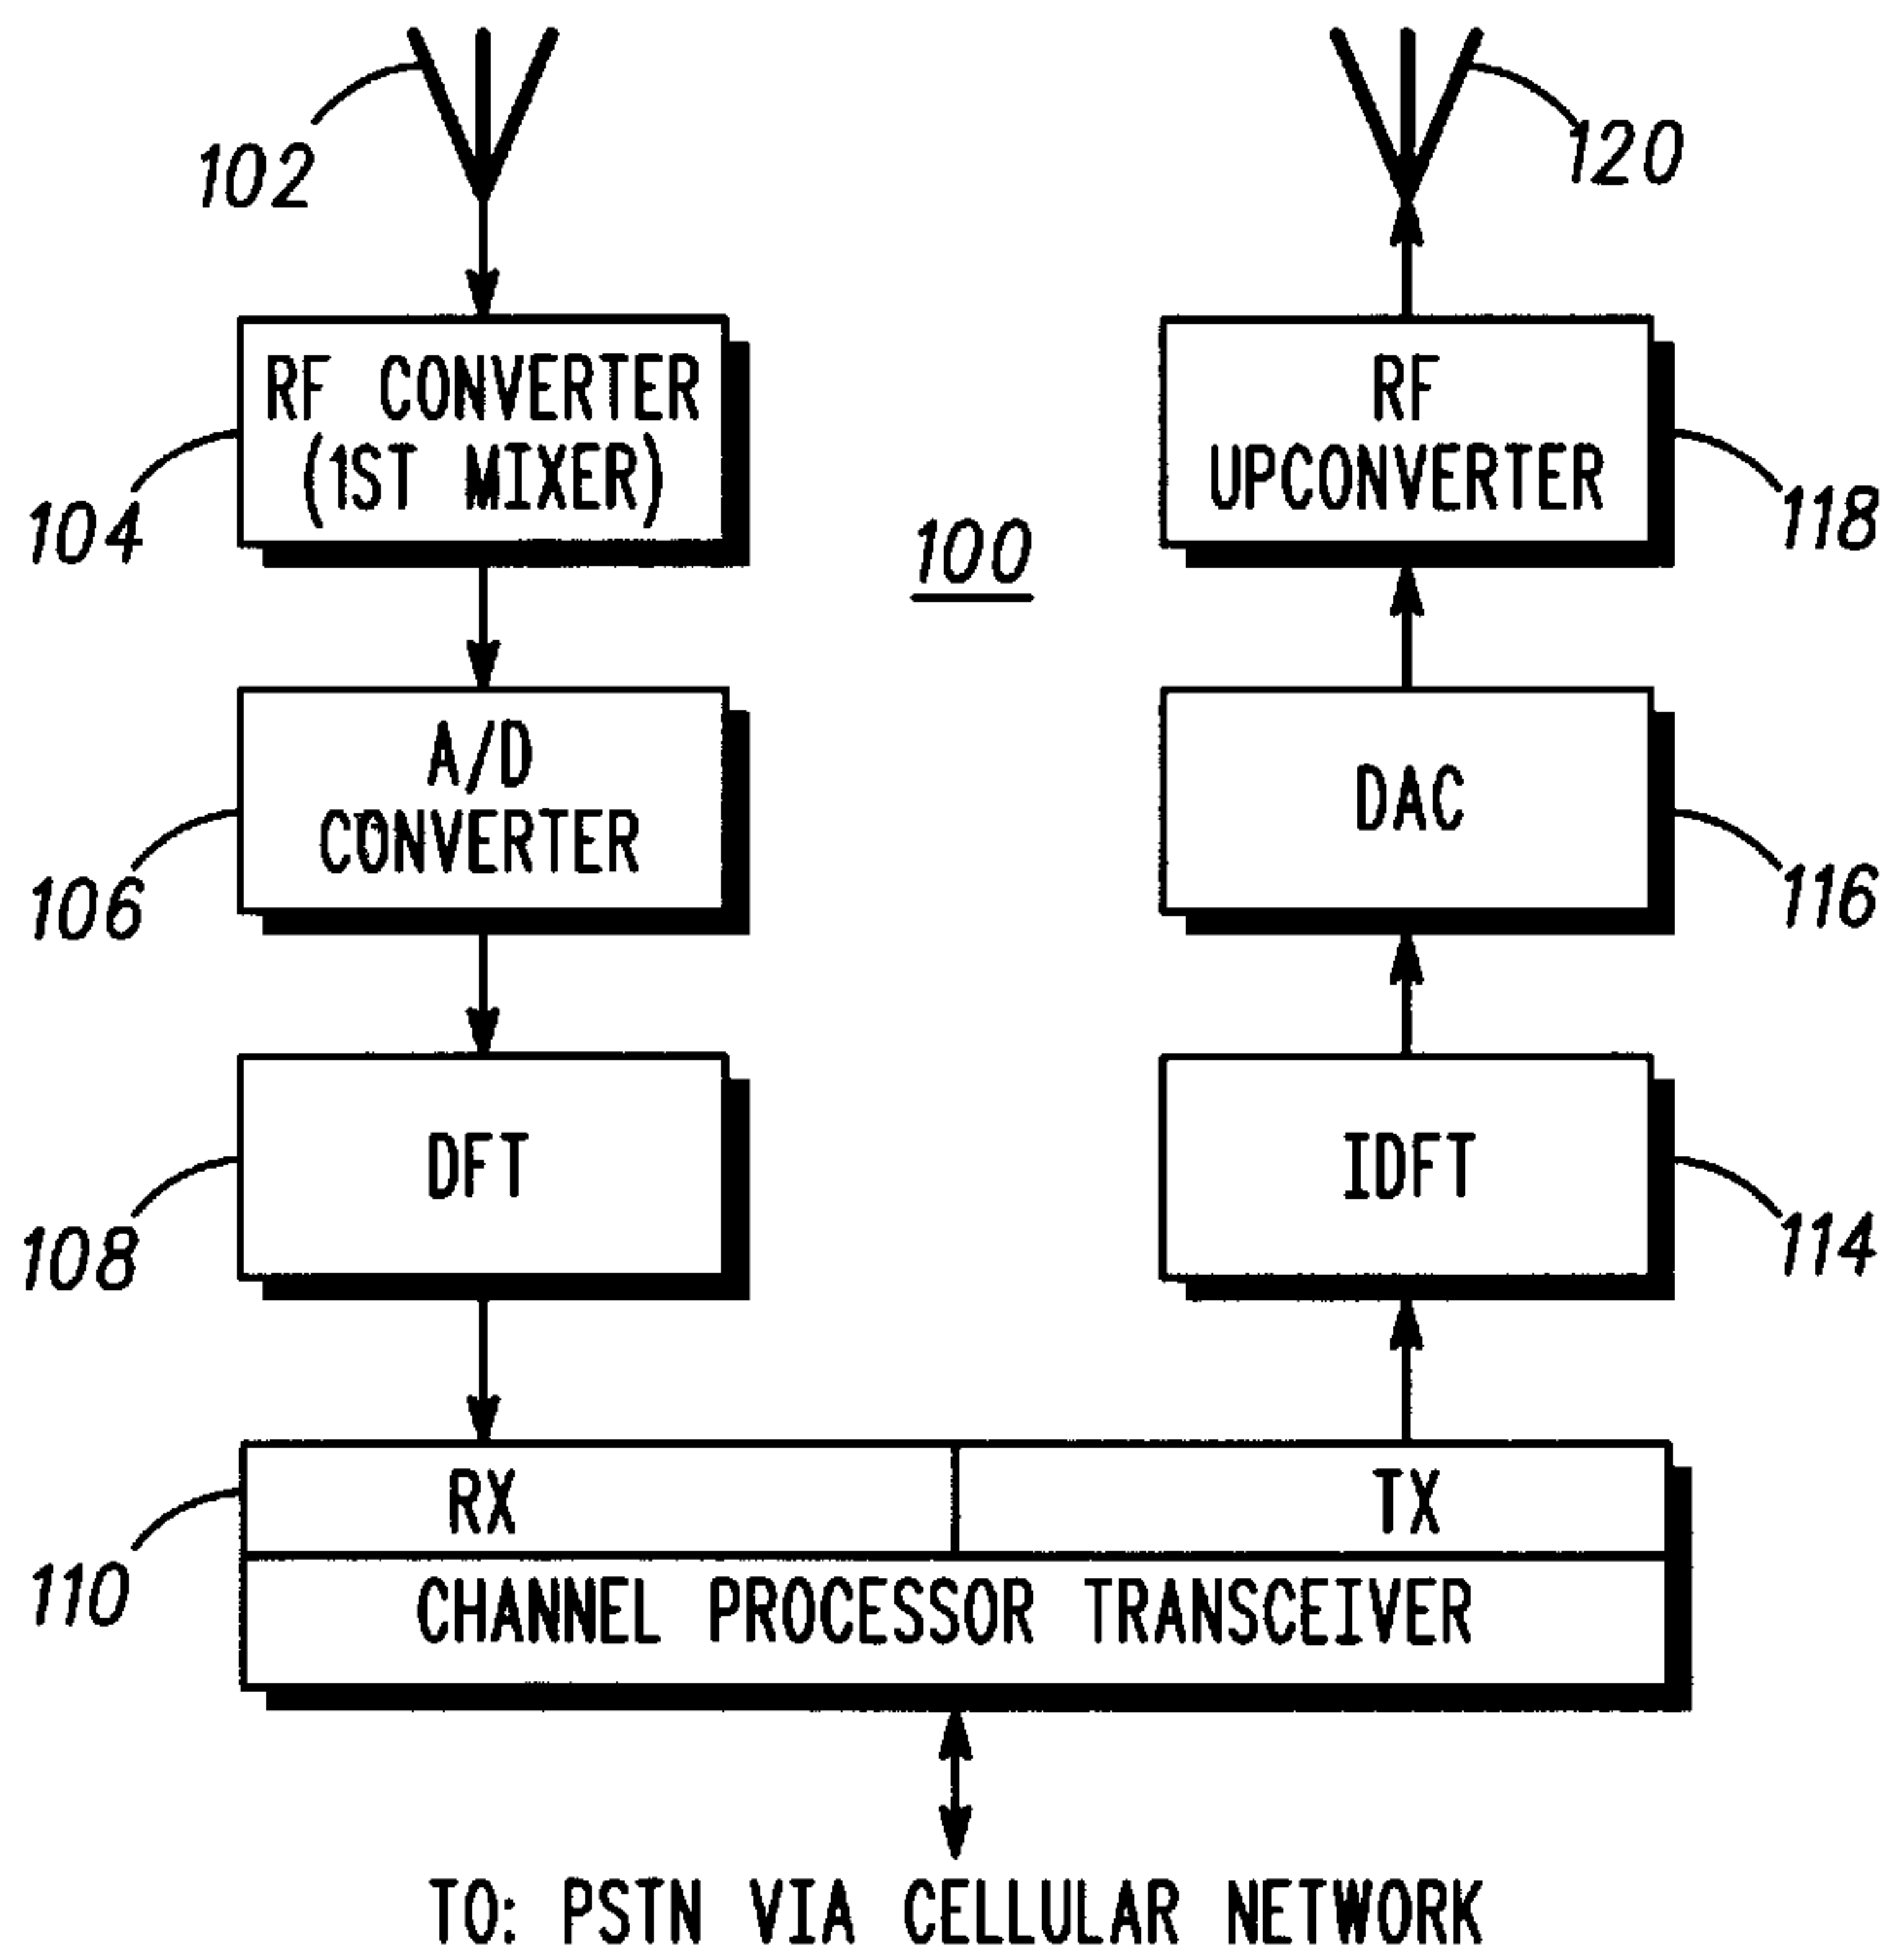 102
120
RF CONVERTER
(1ST MIXER)
104
RF
UPCONVERTER
118
100
A/D
CONVERTER
106
DAC
116
DFT
108
IDFT
114
RX
TX
110
CHANNEL PROCESSOR TRANSCEIVER
TO: PSTN VIA CELLULAR NETWORK